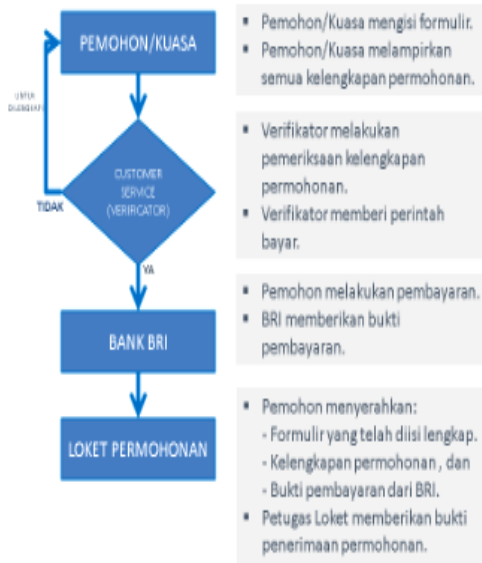 PEMOHON/KUASA
▪ Pemohon/Kuasa mengisi formulir.
▪ Pemohon/Kuasa melampirkan
semua kelengkapan permohonan.
UNTUK
DILENGKAPI
CUSTOMER
SERVICE
(VERIFICATOR)
TIDAK
YA
▪ Verifikator melakukan
pemeriksaan kelengkapan
permohonan.
▪ Verifikator memberi perintah
bayar.
BANK BRI
▪ Pemohon melakukan pembayaran.
▪ BRI memberikan bukti
pembayaran.
LOKET PERMOHONAN
▪ Pemohon menyerahkan:
- Formulir yang telah diisi lengkap.
- Kelengkapan permohonan , dan
- Bukti pembayaran dari BRI.
▪ Petugas Loket memberikan bukti
penerimaan permohonan.